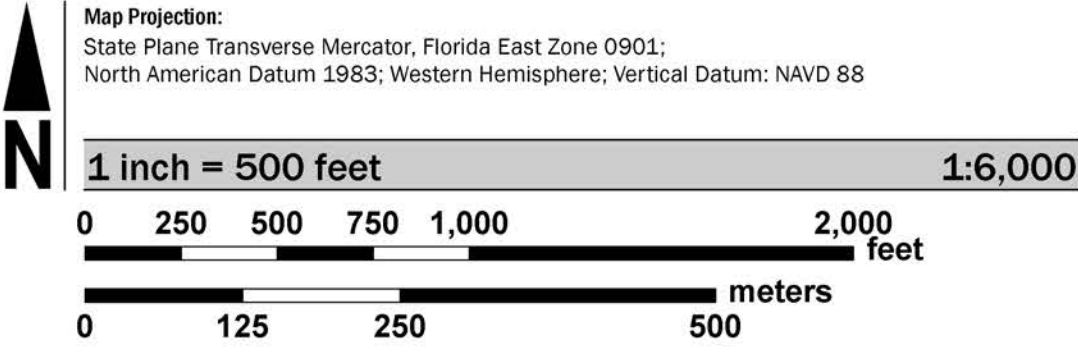 Map Projection:
State Plane Transverse Mercator, Florida East Zone 0901;
North American Datum 1983; Western Hemisphere; Vertical Datum: NAVD 88
N
1 inch = 500 feet 1:6,000
0 250 500 750 1,000 2,000
feet
meters
0 125 250 500